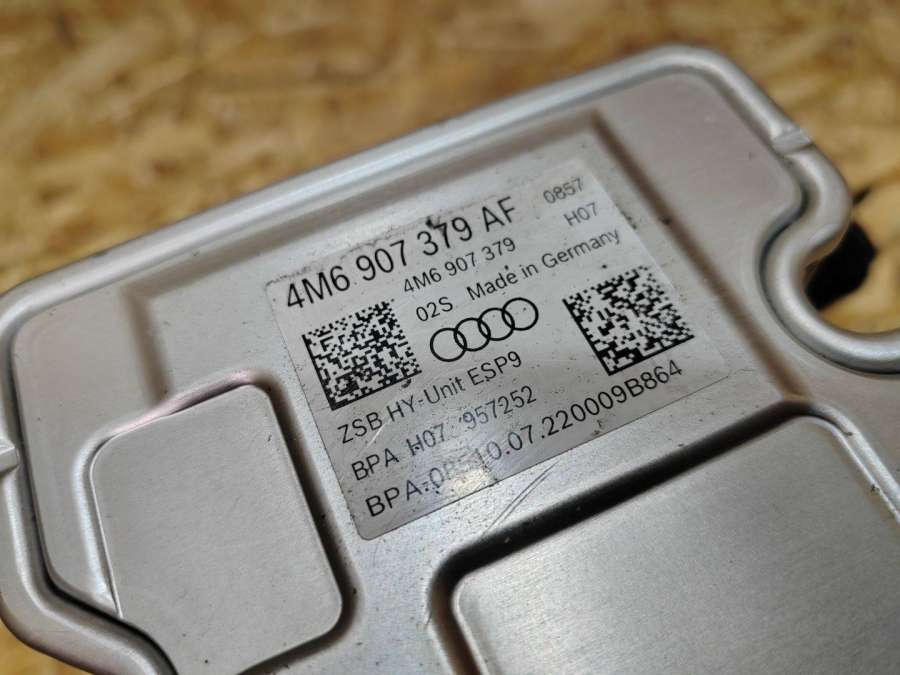 4M6 907 379 AF 0857
4M6 907 379 H07
02S Made in Germany
ZSB HY-Unit ESP9
BPA H07 957252